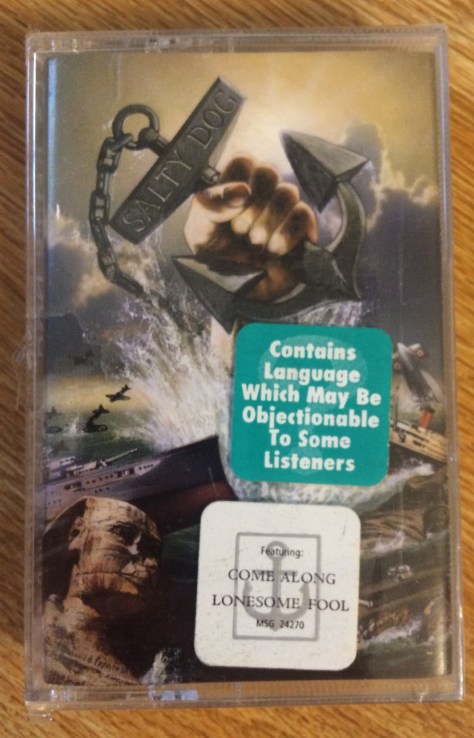 SALTY DOG
Contains
Language
Which May Be
Objectionable
To Some
Listeners
Featuring:
COME ALONG
LONESOME FOOL
MSG 24270